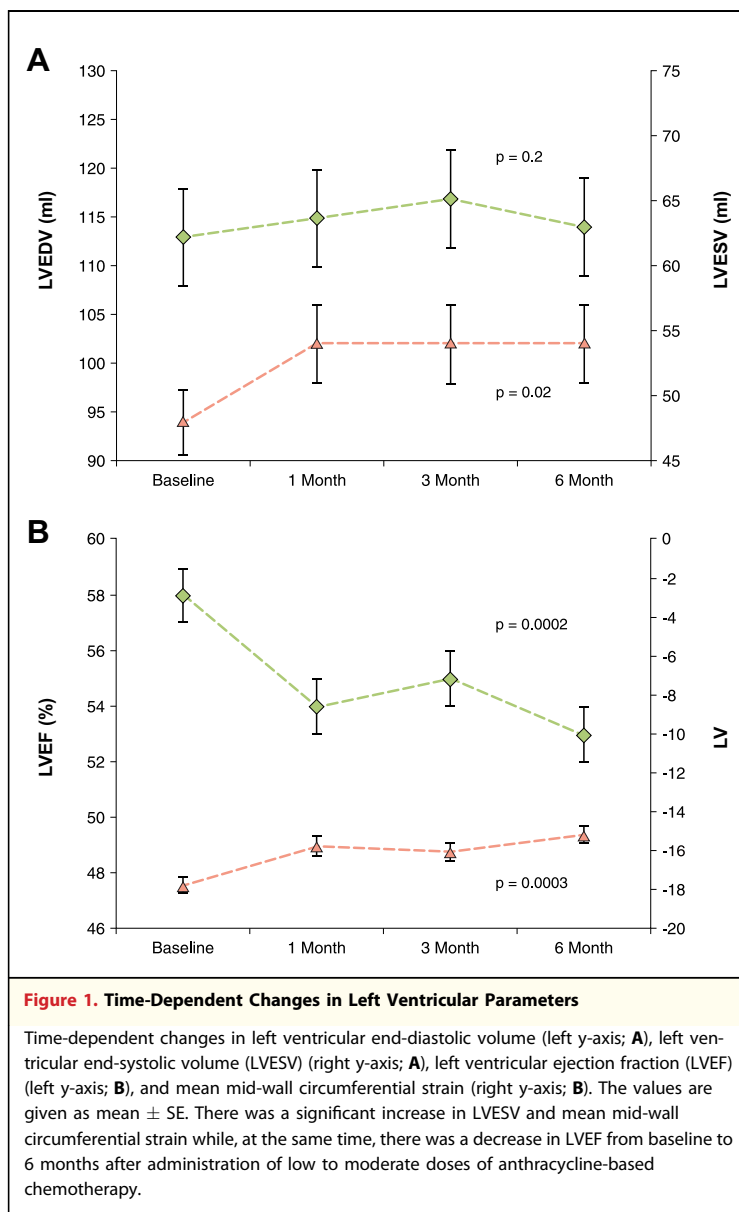 A
130
125
120
115
110
105
100
95
90
LVEDV (ml)
75
70
65
60
55
50
45
LVESV (ml)
p = 0.2
p = 0.02
Baseline 1 Month 3 Month 6 Month
B
60
58
56
54
52
50
48
46
LVEF (%)
0
-2
-4
-6
-8
-10
-12
-14
-16
-18
-20
LV
p = 0.0002
p = 0.0003
Baseline 1 Month 3 Month 6 Month
Figure 1. Time-Dependent Changes in Left Ventricular Parameters
Time-dependent changes in left ventricular end-diastolic volume (left y-axis; A), left ven-
tricular end-systolic volume (LVESV) (right y-axis; A), left ventricular ejection fraction (LVEF)
(left y-axis; B), and mean mid-wall circumferential strain (right y-axis; B). The values are
given as mean ± SE. There was a significant increase in LVESV and mean mid-wall
circumferential strain while, at the same time, there was a decrease in LVEF from baseline to
6 months after administration of low to moderate doses of anthracycline-based
chemotherapy.